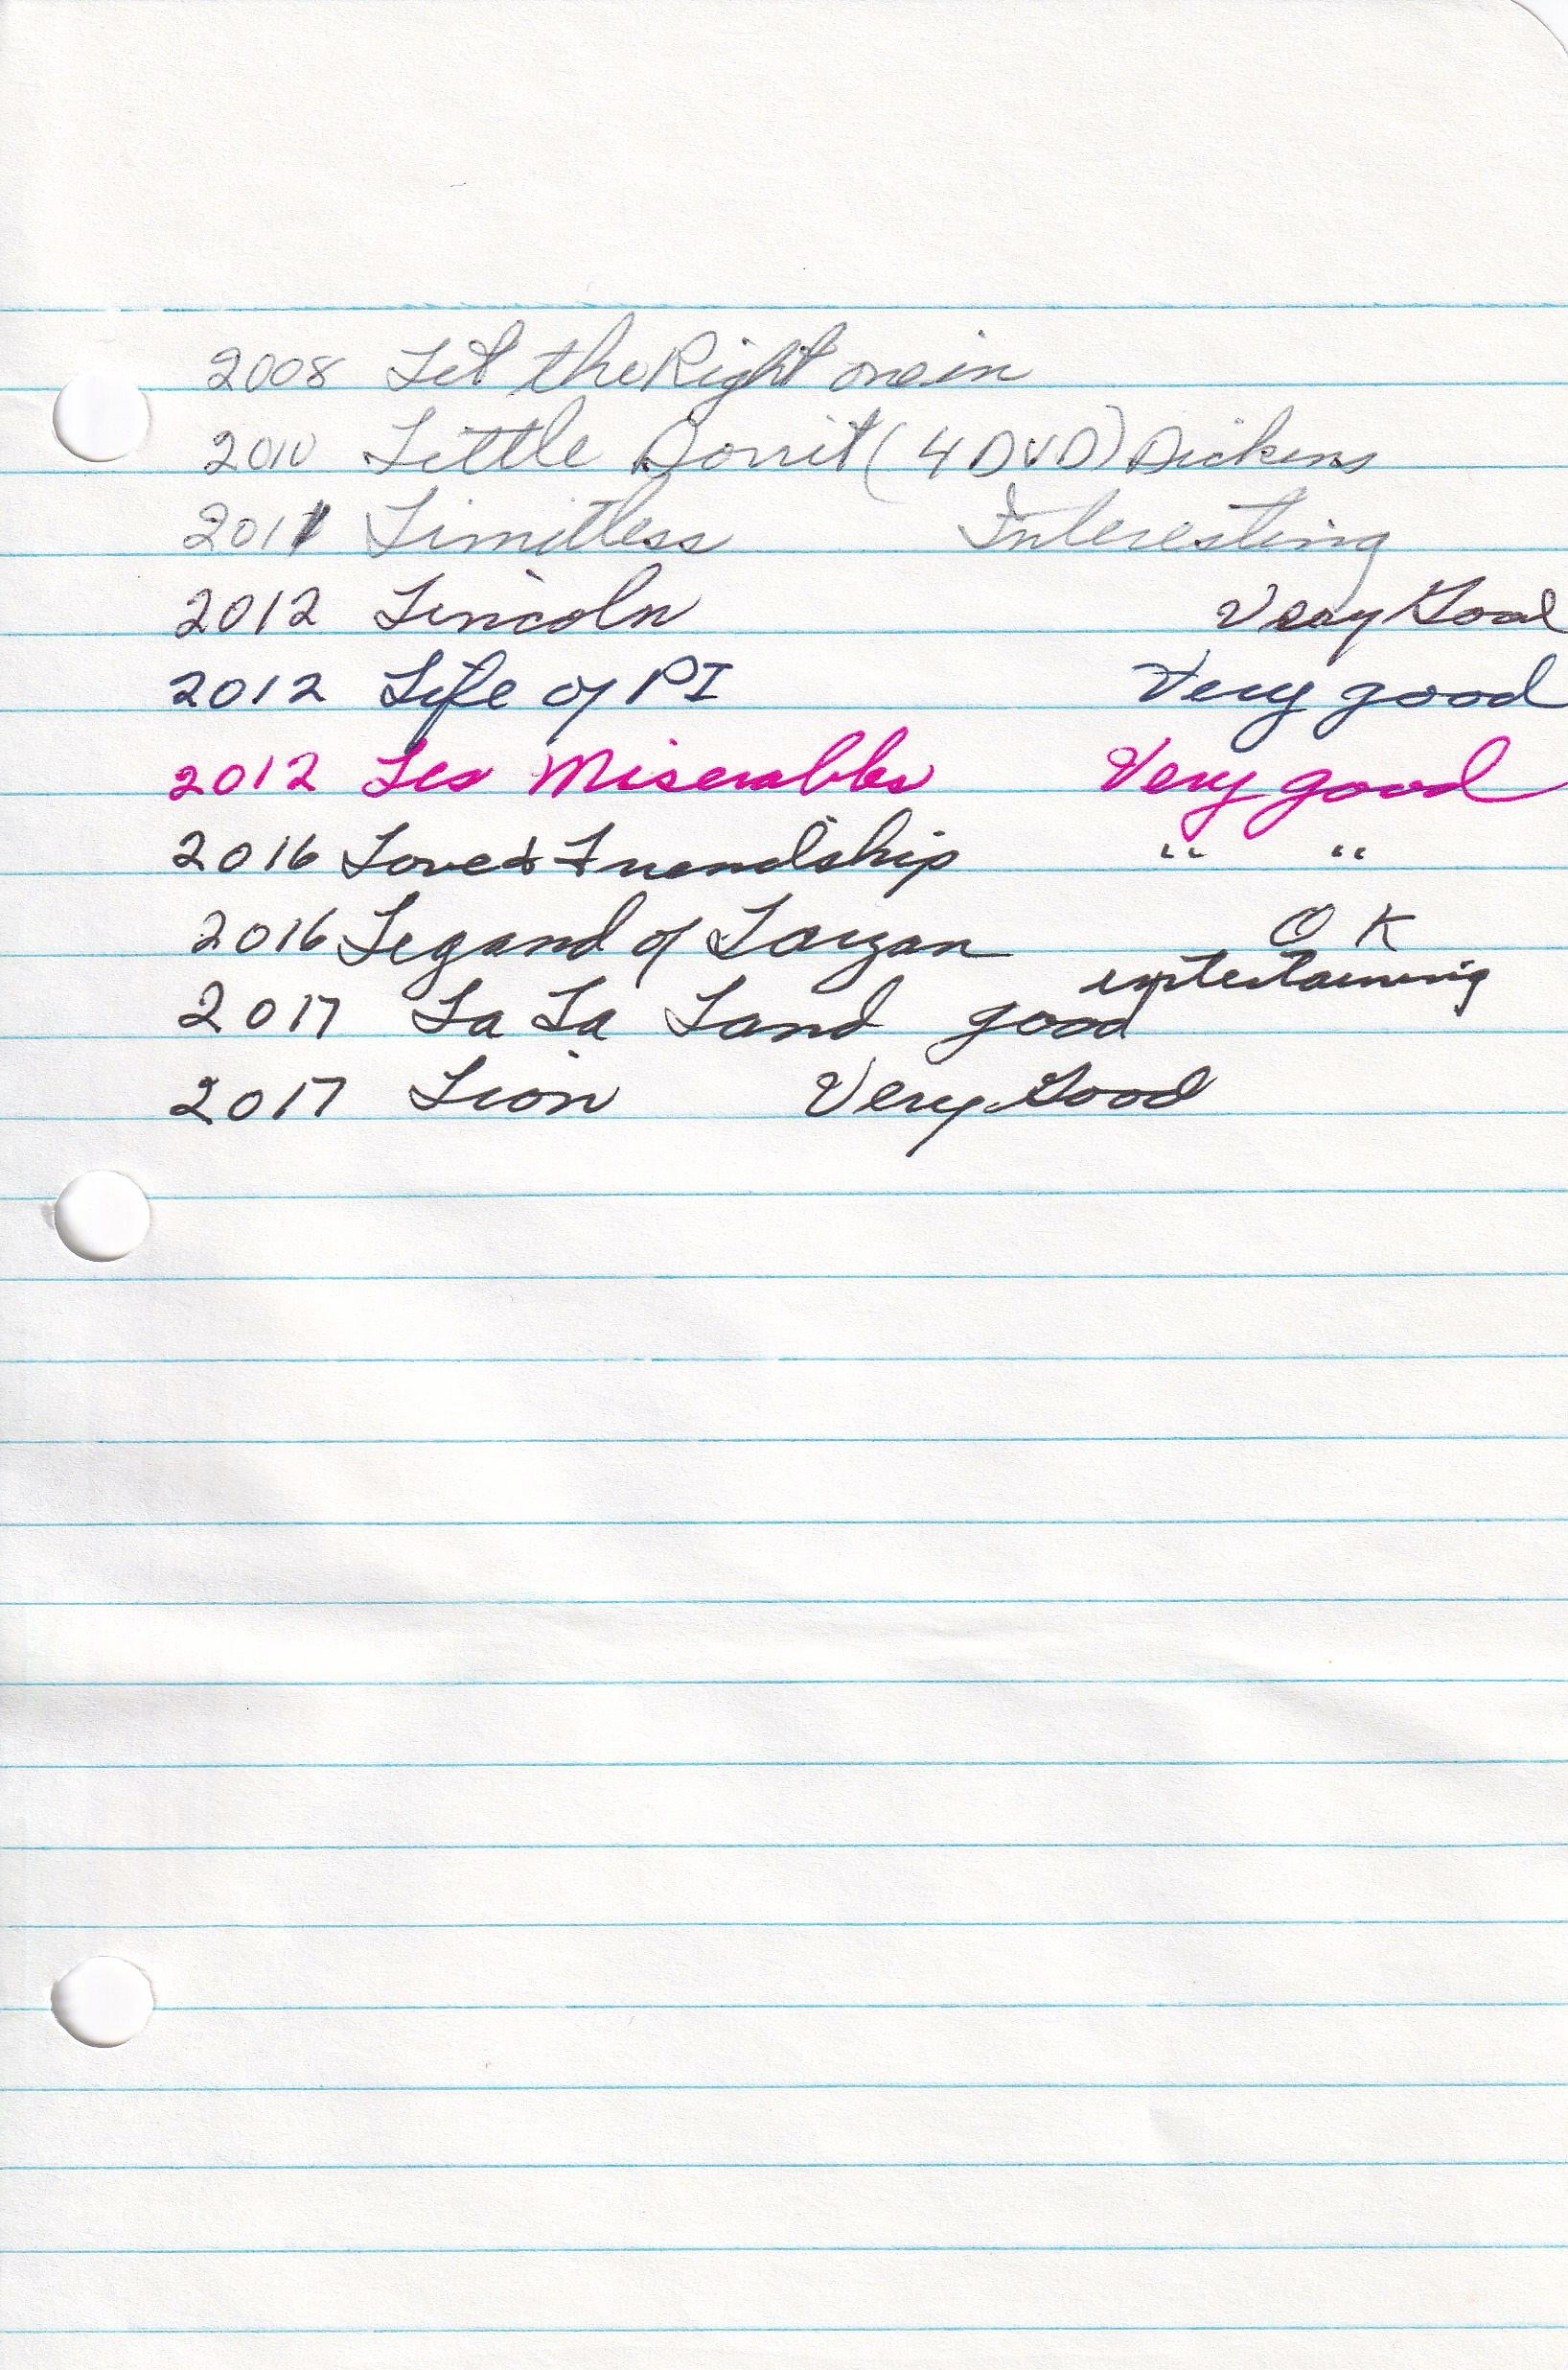 2008 Let the Right one in
2010 Little Dorrit (4 DVD) Dickens
2011 Limitless Interesting
2012 Lincoln Very Good
2012 Life of PI Very good
2012 Les Miserables Very good
2016 Love & Friendship " "
2016 Legand of Tarzan OK
entertaining
2017 La La Land good
2017 Lion Very Good